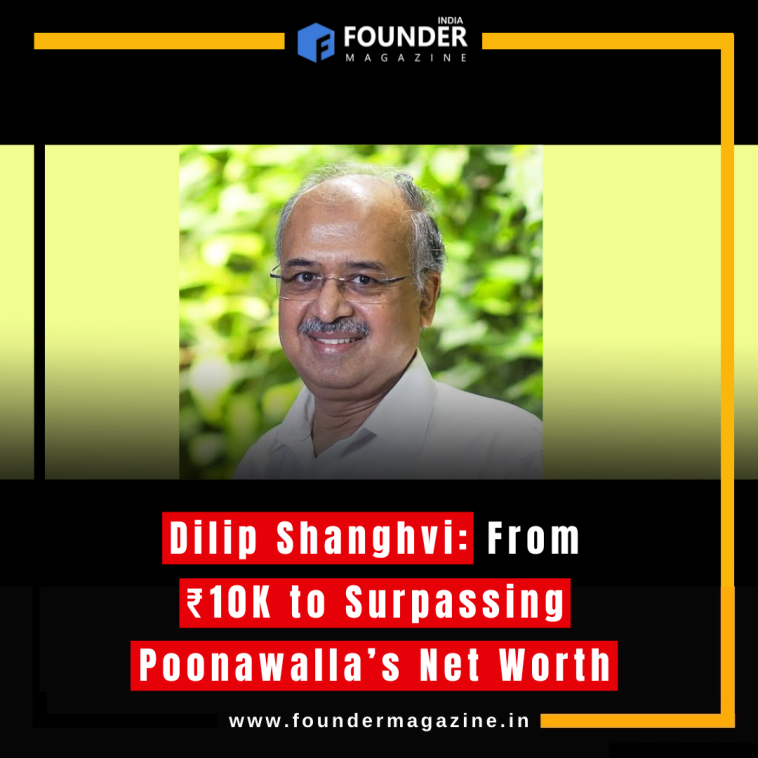 INDIA
FOUNDER
MAGAZINE
Dilip Shanghvi: From
₹10K to Surpassing
Poonawalla’s Net Worth
www.foundermagazine.in